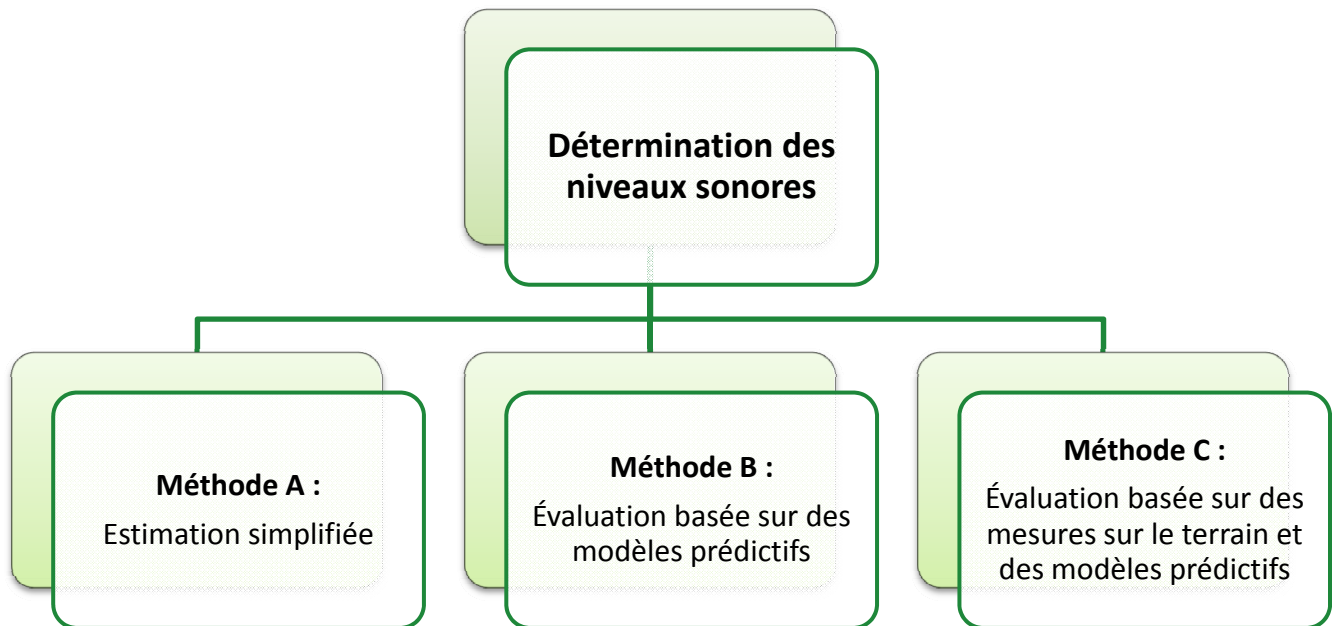 Détermination des
niveaux sonores
Méthode A :
Estimation simplifiée
Méthode B :
Évaluation basée sur des
modèles prédictifs
Méthode C :
Évaluation basée sur des
mesures sur le terrain et
des modèles prédictifs